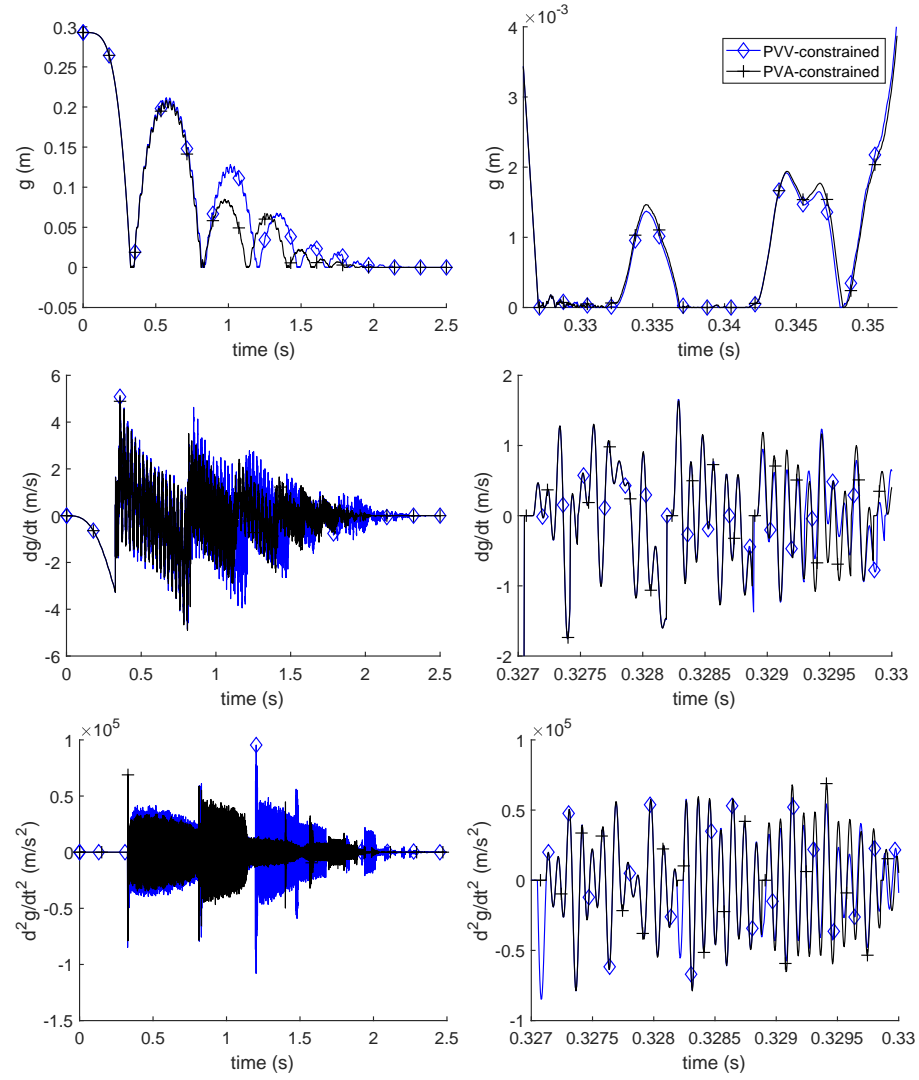 0.3
0.25
0.2
0.15
0.1
0.05
0
-0.05
g (m)
0 0.5 1 1.5 2 2.5
time (s)
×10-3
4
3
2
1
0
g (m)
PVV-constrained
PVA-constrained
0.33 0.335 0.34 0.345 0.35
time (s)
6
4
2
0
-2
-4
-6
dg/dt (m/s)
0 0.5 1 1.5 2 2.5
time (s)
2
1
0
-1
-2
dg/dt (m/s)
0.327 0.3275 0.328 0.3285 0.329 0.3295 0.33
time (s)
×10^5
1
0.5
0
-0.5
-1
-1.5
d²g/dt² (m/s²)
0 0.5 1 1.5 2 2.5
time (s)
×10^5
1
0.5
0
-0.5
-1
d²g/dt² (m/s²)
0.327 0.3275 0.328 0.3285 0.329 0.3295 0.33
time (s)